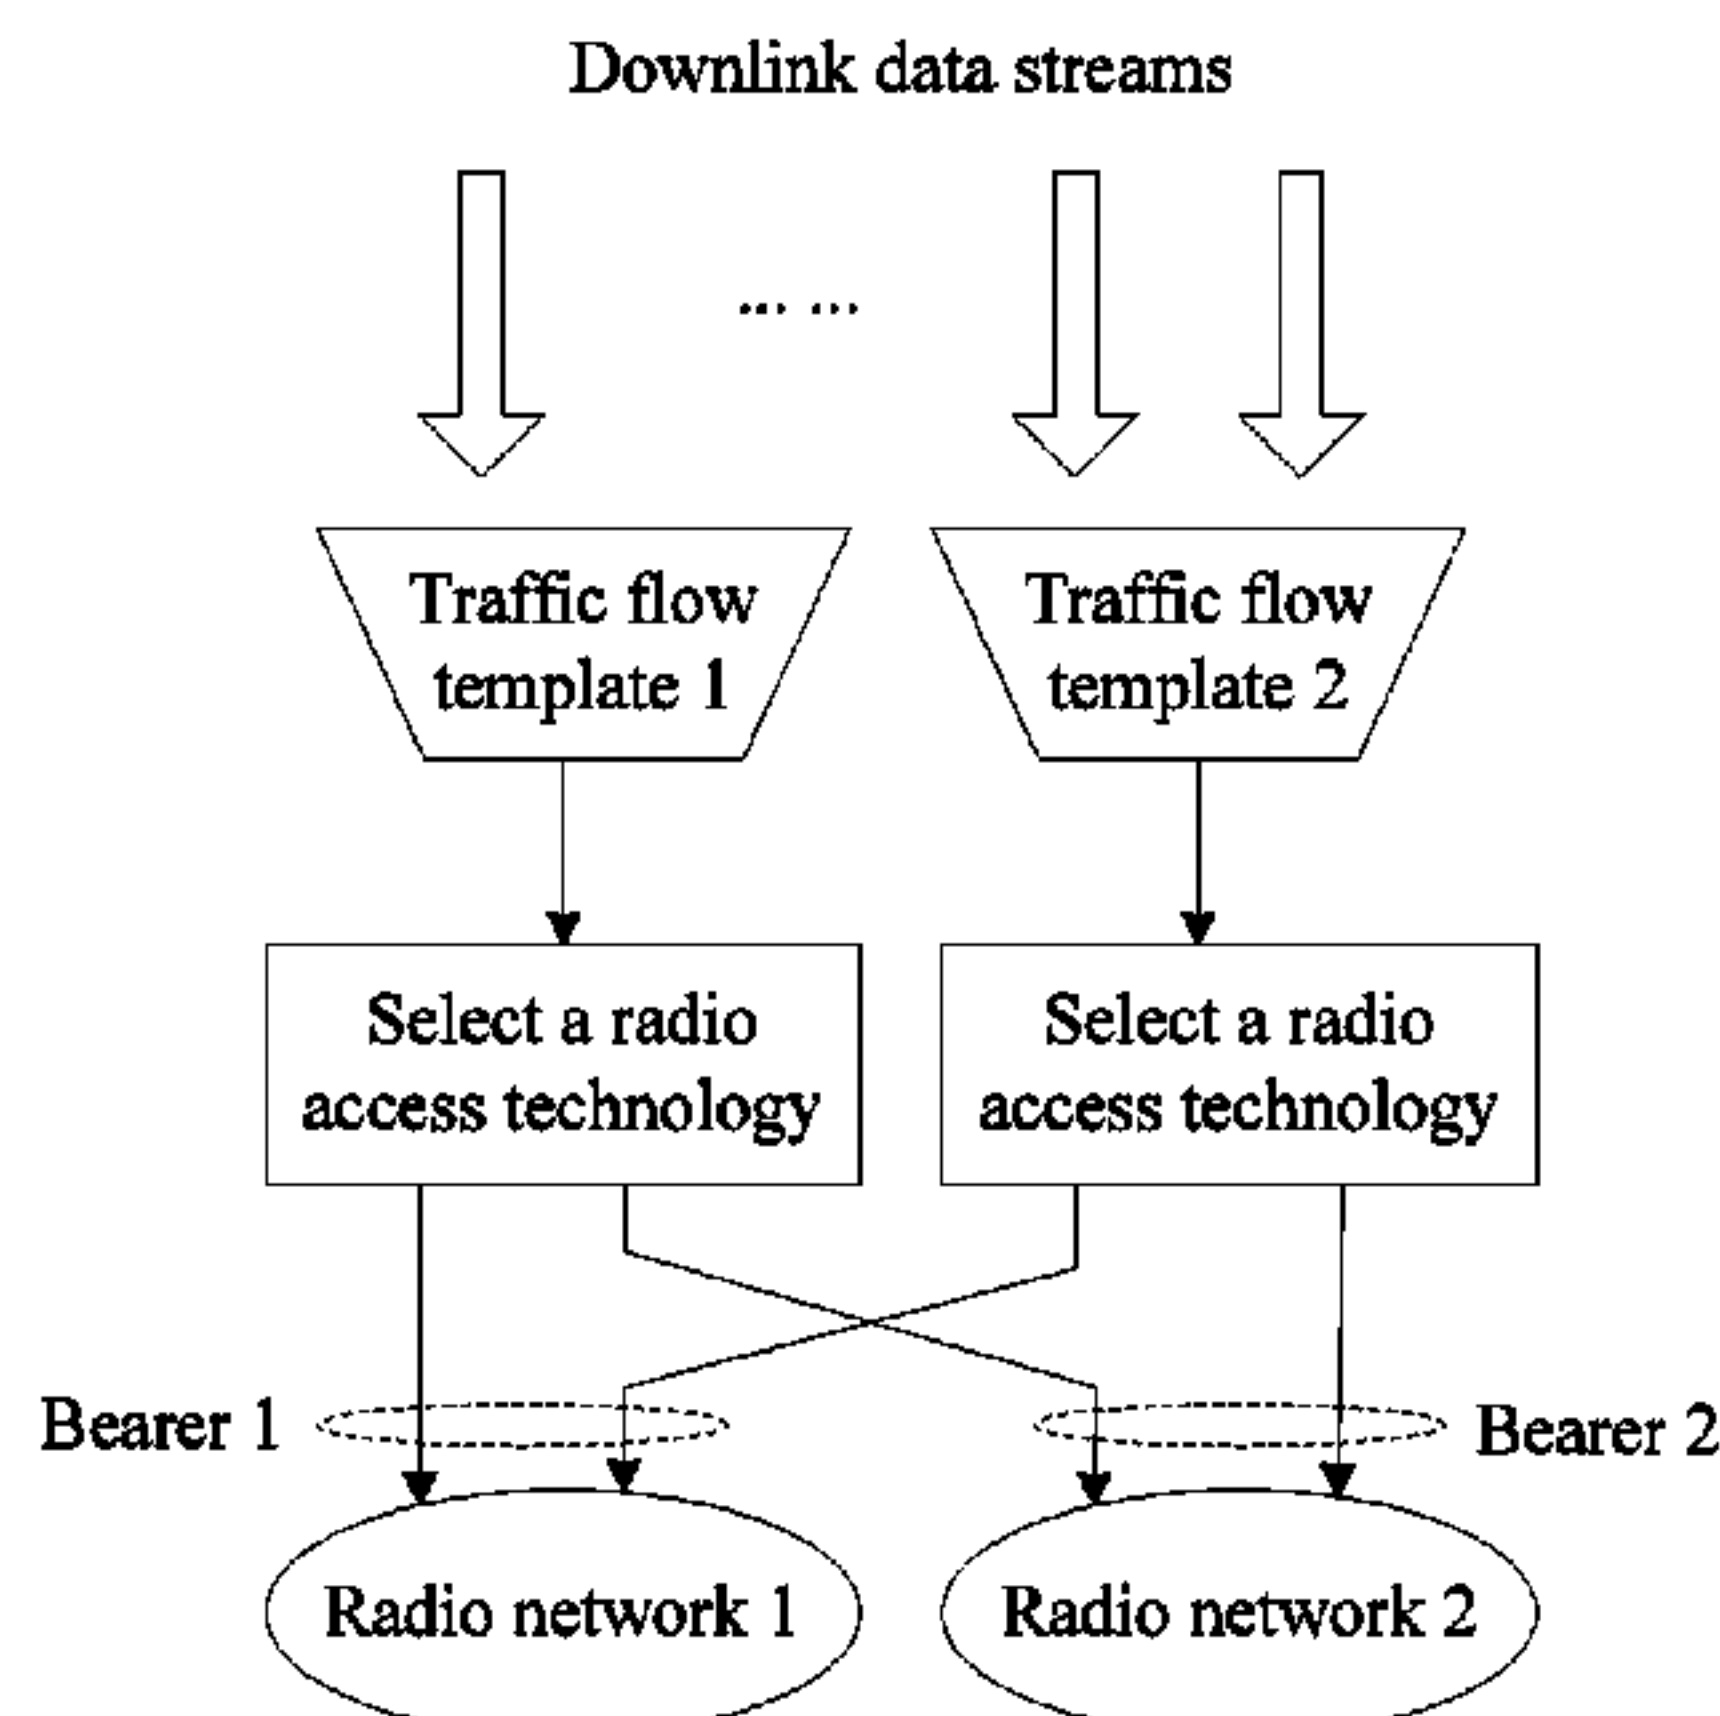 Downlink data streams
... ...
Traffic flow
template 1
Traffic flow
template 2
Select a radio
access technology
Select a radio
access technology
Bearer 1
Bearer 2
Radio network 1
Radio network 2